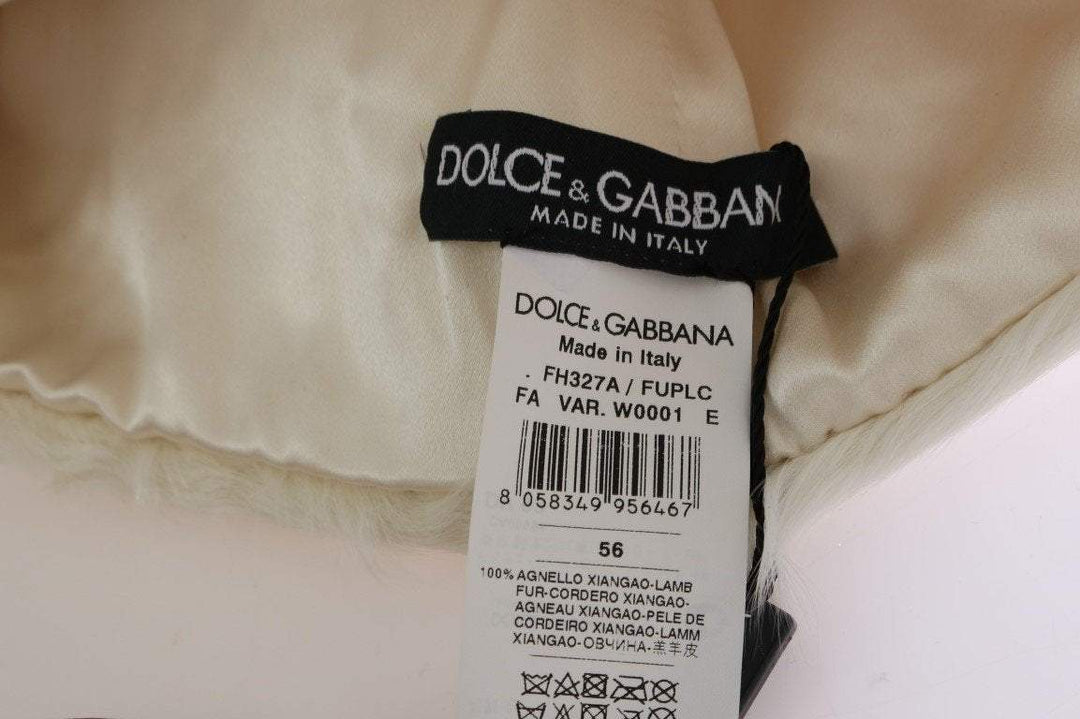 DOLCE & GABBAN
MADE IN ITALY
DOLCE & GABBANA
Made in Italy
. FH327A / FUPLC
FA VAR. W0001 E
8 058349 956467
56
100% AGNELLO XIANGAO-LAMB
FUR-CORDERO XIANGAO-
AGNEAU XIANGAO-PELE DE
CORDEIRO XIANGAO-LAMM
XIANGAO-ОВЧИНА-羔羊皮